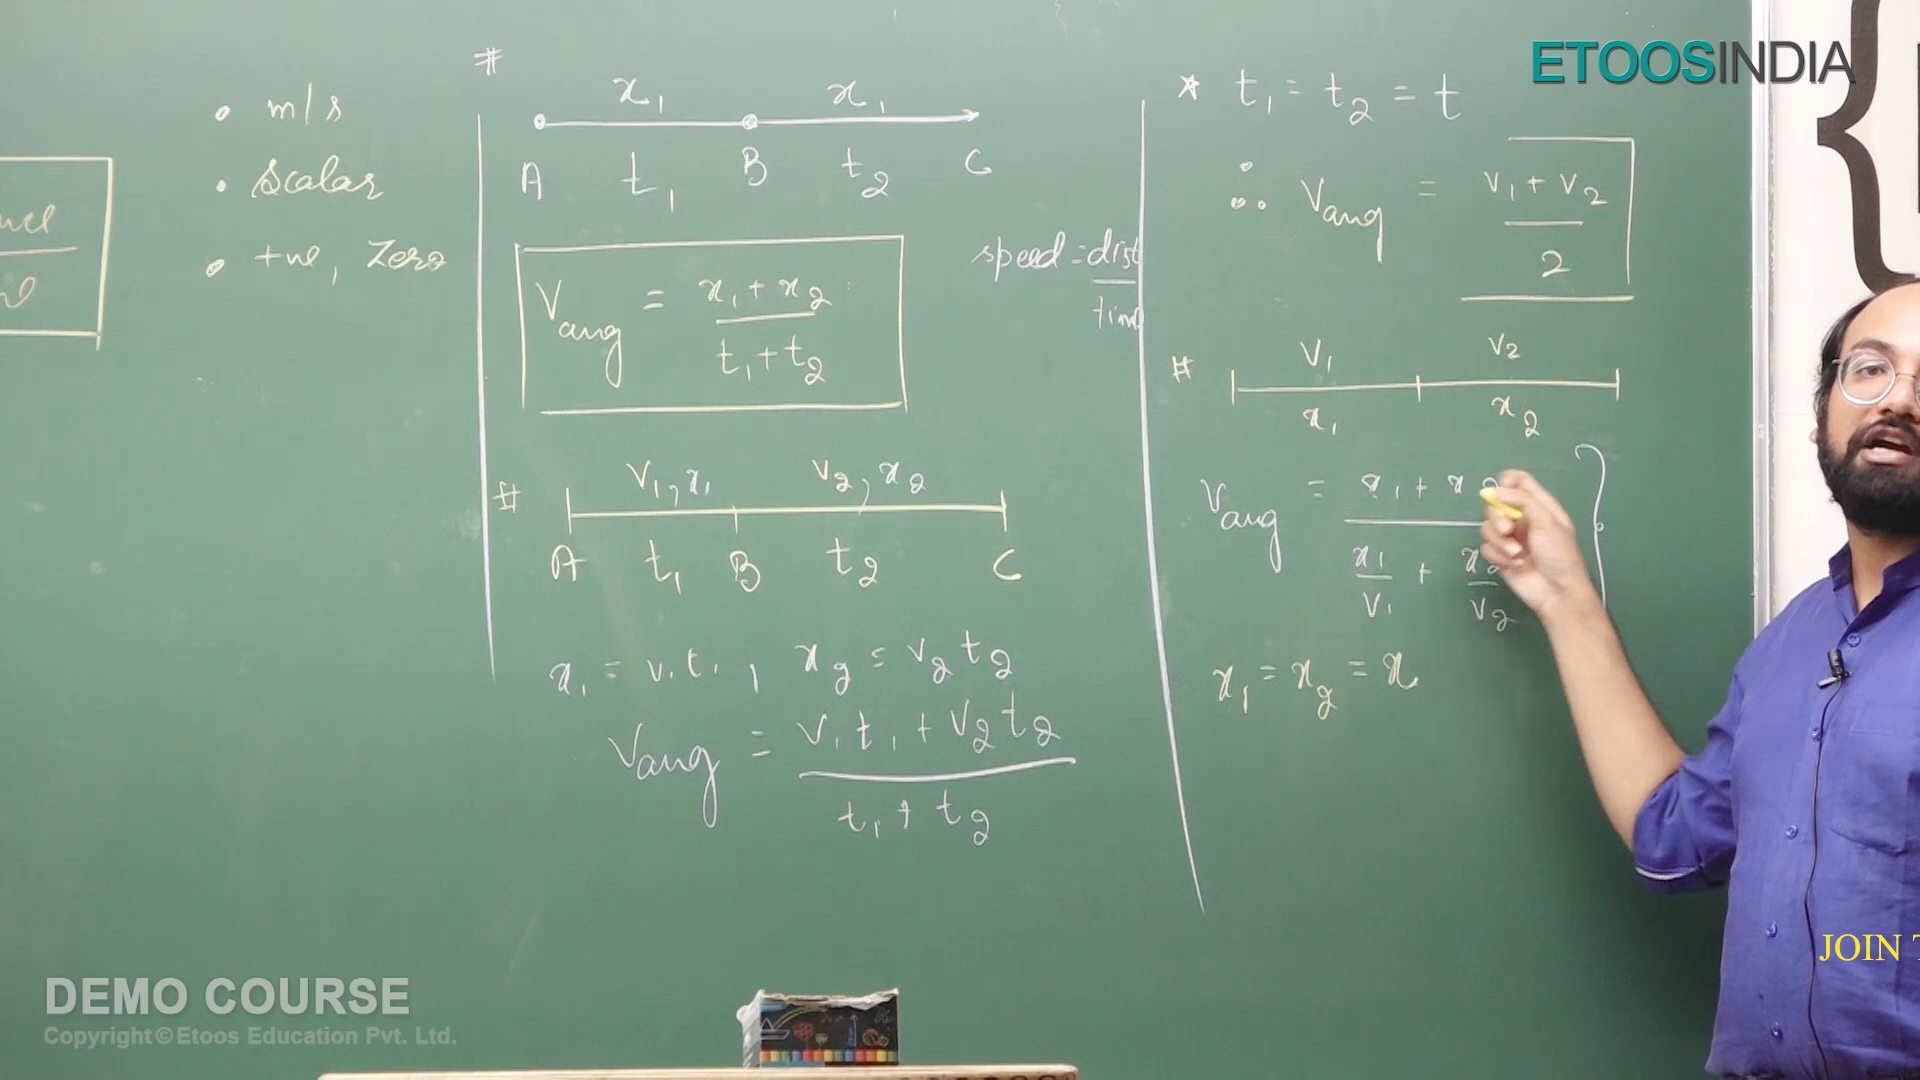 • m/s
• Scalar
• +ve, Zero
#
x₁ x₁
A t₁ B t₂ C
Vavg = x₁ + x₂ / t₁ + t₂
speed = dist / time
#
V₁, x₁ V₂, x₂
A t₁ B t₂ C
x₁ = v₁t₁, x₂ = v₂t₂
Vavg = V₁t₁ + V₂t₂ / t₁ + t₂
* t₁ = t₂ = t
∴ Vavg = V₁ + V₂ / 2
#
V₁ V₂
x₁ x₂
Vavg = x₁ + x₂ / x₁/V₁ + x₂/V₂
x₁ = x₂ = x
ETOOSINDIA
JOIN
DEMO COURSE
Copyright © Etoos Education Pvt. Ltd.